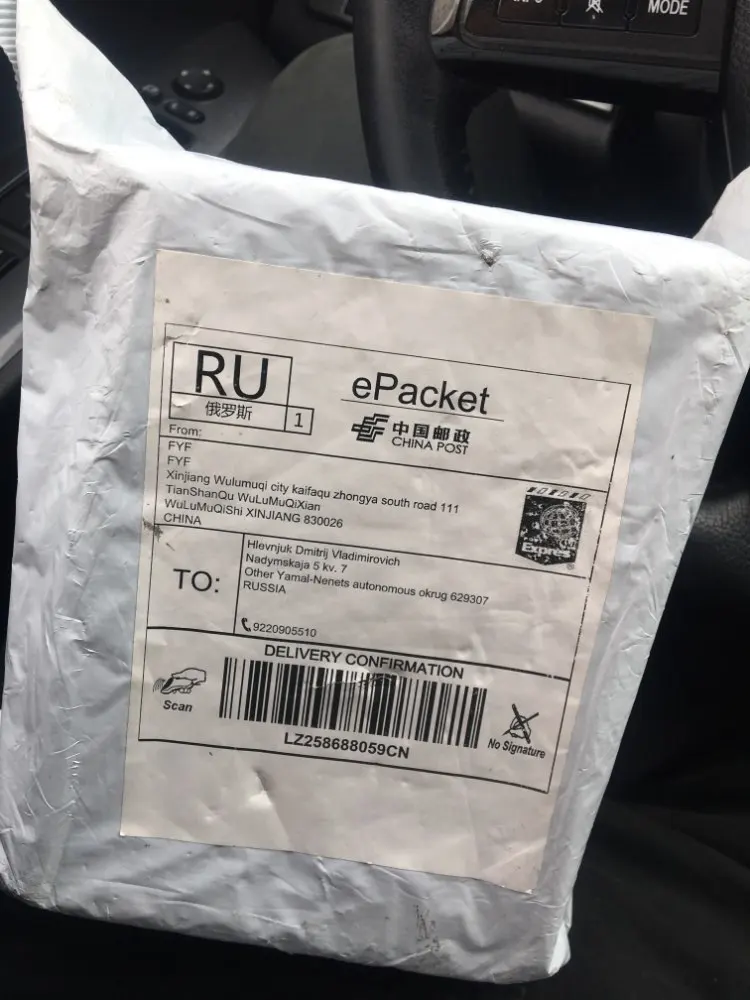 MODE
RU
俄罗斯
1
ePacket
中国邮政
CHINA POST
From:
FYF
FYF
Xinjiang Wulumuqi city kaifaqu zhongya south road 111
TianShanQu WuLuMuQiXian
WuLuMuQiShi XINJIANG 830026
CHINA
Expres
®
TO:
Hlevnjuk Dmitrij Vladimirovich
Nadymskaja 5 kv. 7
Other Yamal-Nenets autonomous okrug 629307
RUSSIA
9220905510
DELIVERY CONFIRMATION
Scan
LZ258688059CN
No Signature